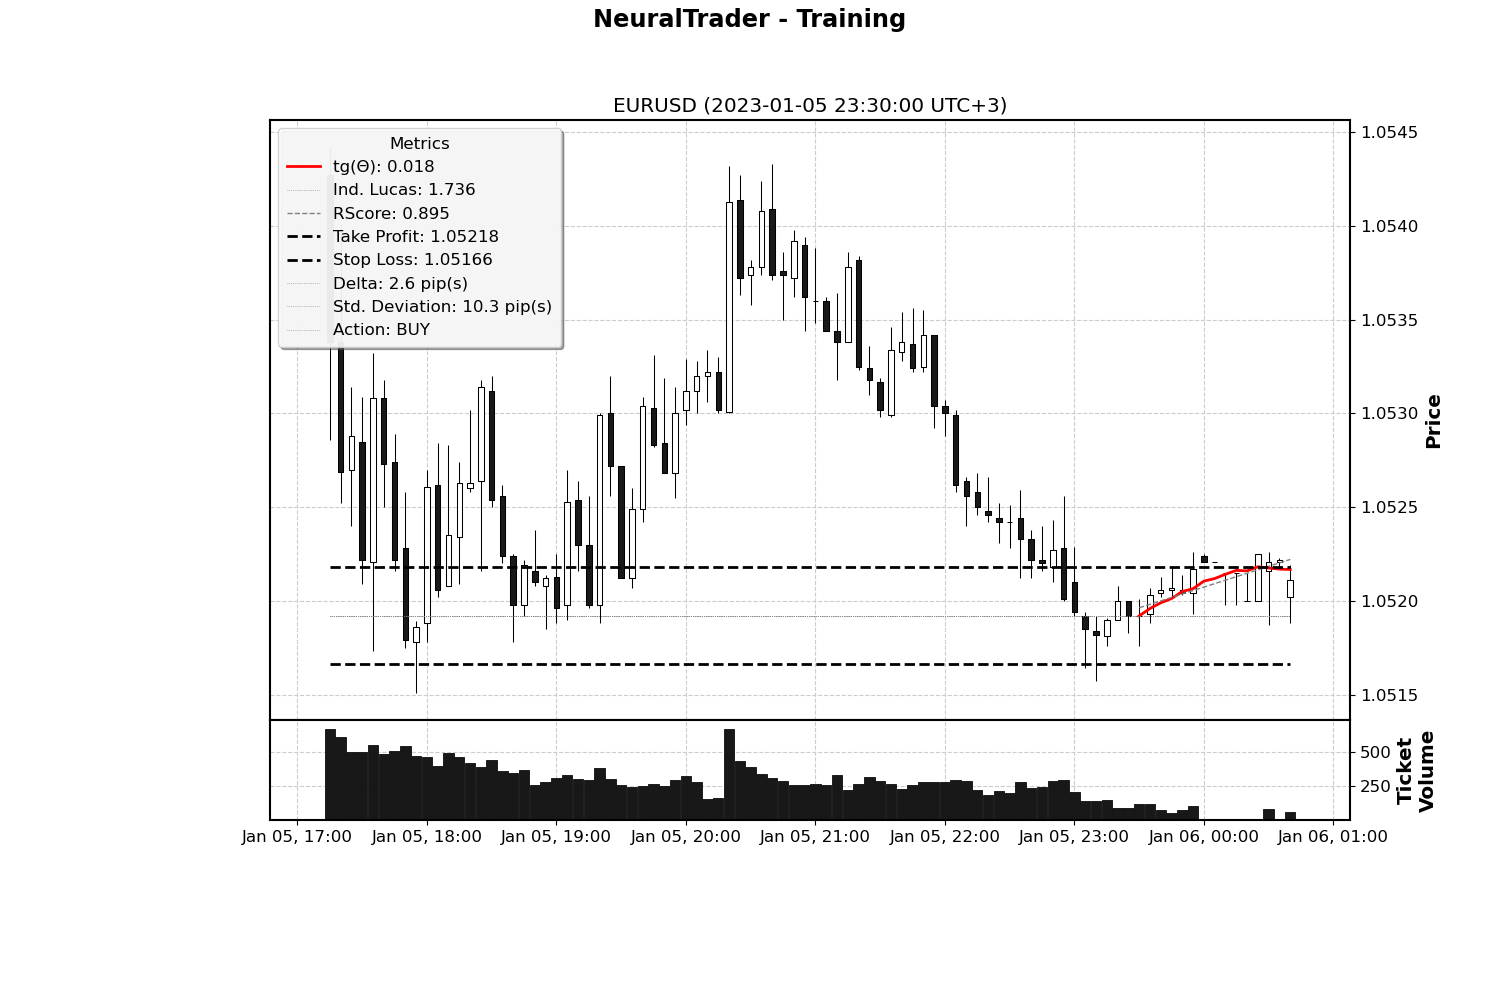 NeuralTrader - Training
EURUSD (2023-01-05 23:30:00 UTC+3)
Metrics
tg(Θ): 0.018
Ind. Lucas: 1.736
RScore: 0.895
Take Profit: 1.05218
Stop Loss: 1.05166
Delta: 2.6 pip(s)
Std. Deviation: 10.3 pip(s)
Action: BUY
1.0545
1.0540
1.0535
1.0530
1.0525
1.0520
1.0515
Price
500
250
Ticket
Volume
Jan 05, 17:00
Jan 05, 18:00
Jan 05, 19:00
Jan 05, 20:00
Jan 05, 21:00
Jan 05, 22:00
Jan 05, 23:00
Jan 06, 00:00
Jan 06, 01:00